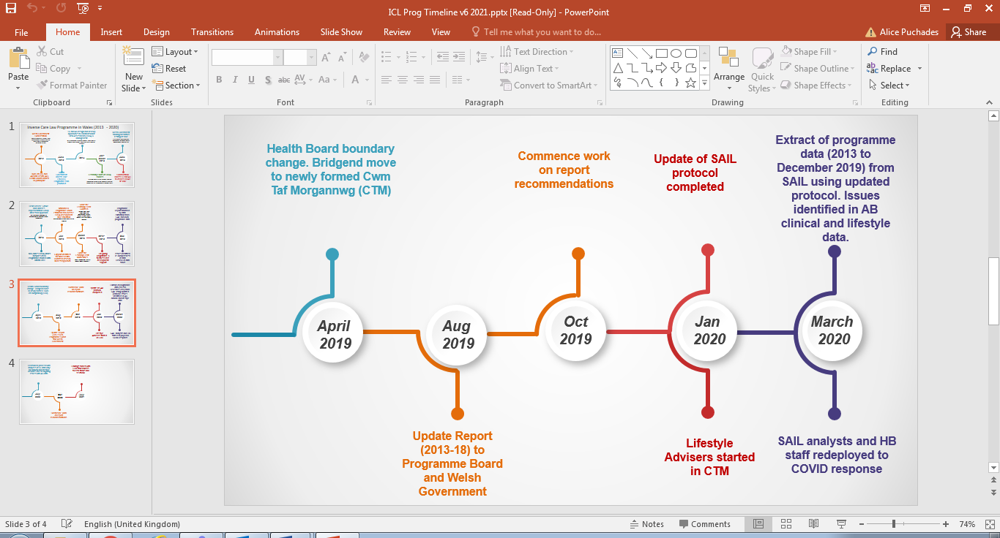 ICL Prog Timeline v6 2021.pptx [Read-Only] - PowerPoint
File Home Insert Design Transitions Animations Slide Show Review View Tell me what you want to do... Alice Puchades Share
Paste
Cut
Copy
Format Painter
Clipboard
New
Slide
Layout
Reset
Section
Slides
B I U S abc AV Aa A
Font
Text Direction
Align Text
Convert to SmartArt
Paragraph
Arrange
Quick
Styles
Shape Fill
Shape Outline
Shape Effects
Drawing
Find
Replace
Select
Editing
1
Inverse Care Law Programme in Wales (2013 - 2020)
2
3
4
Health Board boundary
change. Bridgend move
to newly formed Cwm
Taf Morgannwg (CTM)
Commence work
on report
recommendations
Update of SAIL
protocol
completed
Extract of programme
data (2013 to
December 2019) from
SAIL using updated
protocol. Issues
identified in AB
clinical and lifestyle
data.
April
2019
Aug
2019
Oct
2019
Jan
2020
March
2020
Update Report
(2013-18) to
Programme Board
and Welsh
Government
Lifestyle
Advisers started
in CTM
SAIL analysts and HB
staff redeployed to
COVID response
Slide 3 of 4 English (United Kingdom) Notes Comments 74%